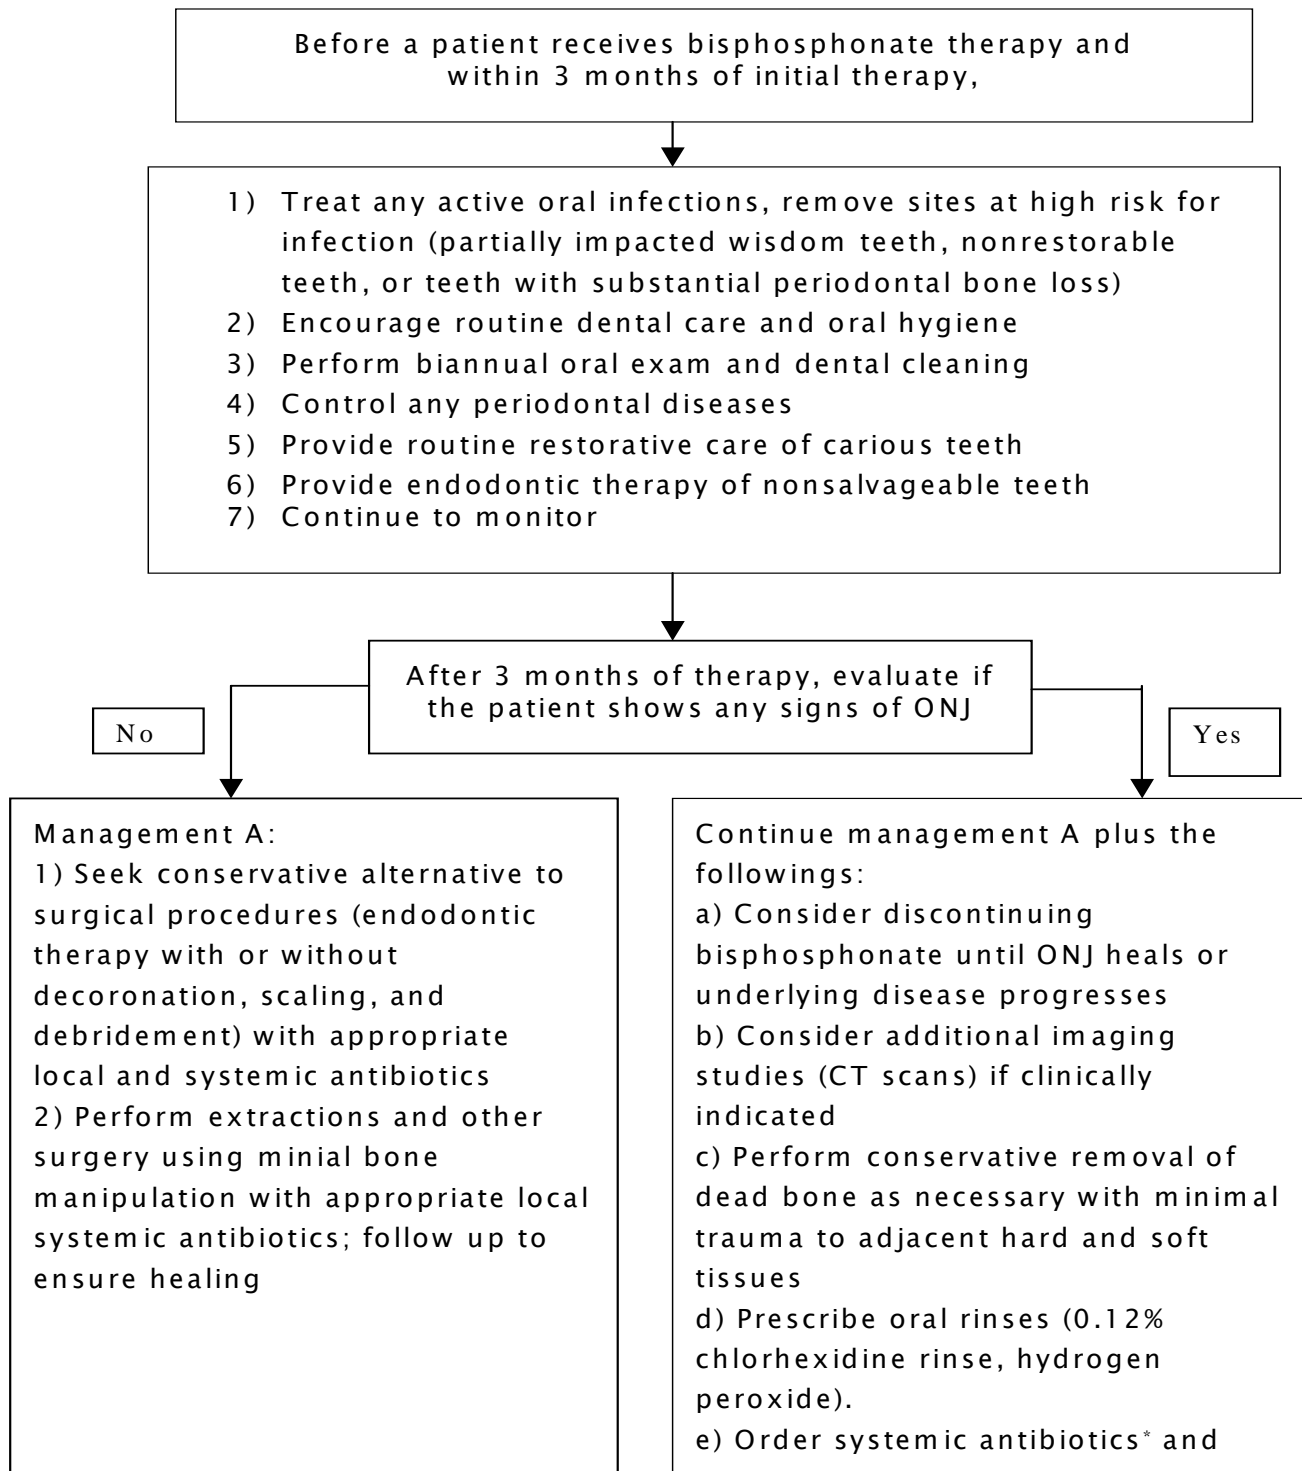 Before a patient receives bisphosphonate therapy and
within 3 months of initial therapy,
1) Treat any active oral infections, remove sites at high risk for
infection (partially impacted wisdom teeth, nonrestorable
teeth, or teeth with substantial periodontal bone loss)
2) Encourage routine dental care and oral hygiene
3) Perform biannual oral exam and dental cleaning
4) Control any periodontal diseases
5) Provide routine restorative care of carious teeth
6) Provide endodontic therapy of nonsalvageable teeth
7) Continue to monitor
After 3 months of therapy, evaluate if
the patient shows any signs of ONJ
No
Yes
Management A:
1) Seek conservative alternative to
surgical procedures (endodontic
therapy with or without
decoronation, scaling, and
debridement) with appropriate
local and systemic antibiotics
2) Perform extractions and other
surgery using minial bone
manipulation with appropriate local
systemic antibiotics; follow up to
ensure healing
Continue management A plus the
followings:
a) Consider discontinuing
bisphosphonate until ONJ heals or
underlying disease progresses
b) Consider additional imaging
studies (CT scans) if clinically
indicated
c) Perform conservative removal of
dead bone as necessary with minimal
trauma to adjacent hard and soft
tissues
d) Prescribe oral rinses (0.12%
chlorhexidine rinse, hydrogen
peroxide).
e) Order systemic antibiotics* and